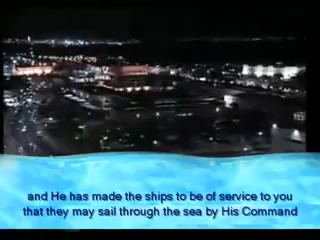 and He has made the ships to be of service to you
that they may sail through the sea by His Command